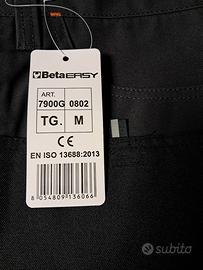 BetaEASY
ART.
7900G 0802
TG. M
CE
EN ISO 13688:2013
8 054809 136066
subito